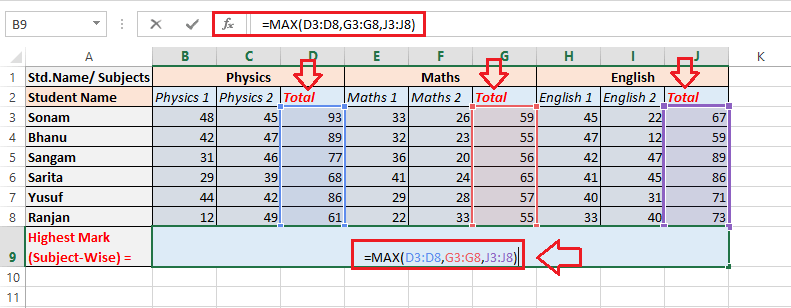 B9 fx =MAX(D3:D8,G3:G8,J3:J8)
A B C D E F G H I J K
1 Std.Name/ Subjects Physics Maths English
2 Student Name Physics 1 Physics 2 Total Maths 1 Maths 2 Total English 1 English 2 Total
3 Sonam 48 45 93 33 26 59 45 22 67
4 Bhanu 42 47 89 32 23 55 47 12 59
5 Sangam 31 46 77 36 20 56 42 47 89
6 Sarita 29 39 68 41 24 65 41 45 86
7 Yusuf 44 42 86 29 28 57 40 31 71
8 Ranjan 12 49 61 22 33 55 33 40 73
Highest Mark
9 (Subject-Wise) = =MAX(D3:D8,G3:G8,J3:J8)
10
11